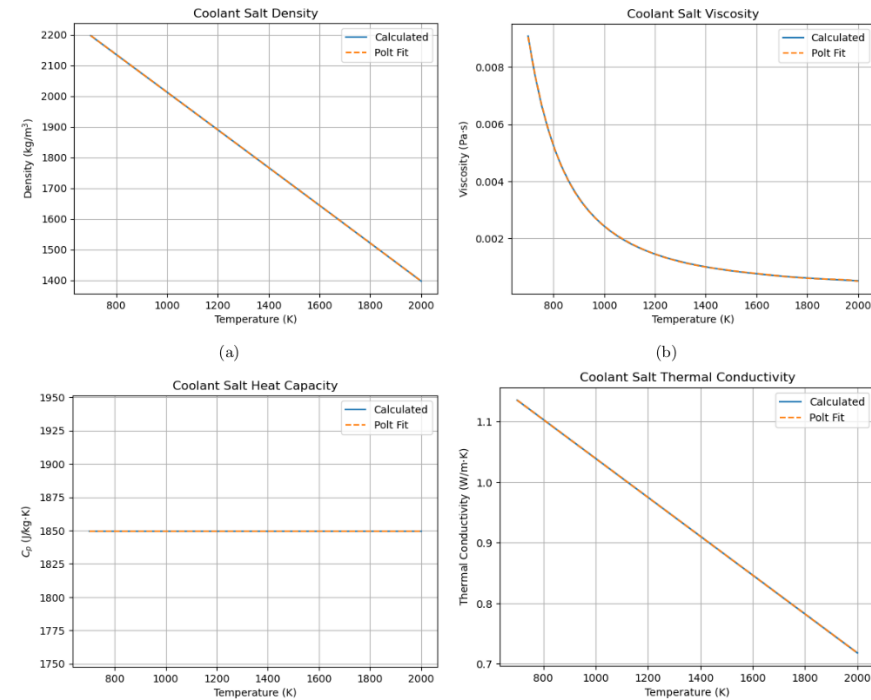 Coolant Salt Density
2200
2100
2000
1900
1800
1700
1600
1500
1400
Density (kg/m³)
Calculated
Polt Fit
800 1000 1200 1400 1600 1800 2000
Temperature (K)
(a)
Coolant Salt Viscosity
0.008
0.006
0.004
0.002
Viscosity (Pa·s)
Calculated
Polt Fit
800 1000 1200 1400 1600 1800 2000
Temperature (K)
(b)
Coolant Salt Heat Capacity
1950
1925
1900
1875
1850
1825
1800
1775
1750
Cₚ (J/kg·K)
Calculated
Polt Fit
800 1000 1200 1400 1600 1800 2000
Temperature (K)
Coolant Salt Thermal Conductivity
1.1
1.0
0.9
0.8
0.7
Thermal Conductivity (W/m·K)
Calculated
Polt Fit
800 1000 1200 1400 1600 1800 2000
Temperature (K)